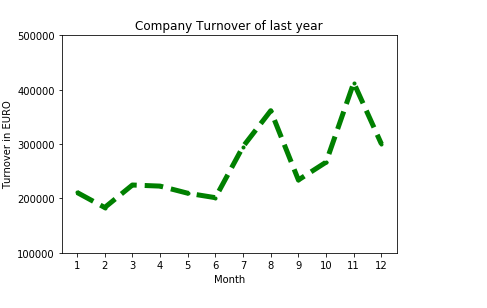 Company Turnover of last year
500000
400000
300000
200000
100000
Turnover in EURO
1 2 3 4 5 6 7 8 9 10 11 12
Month